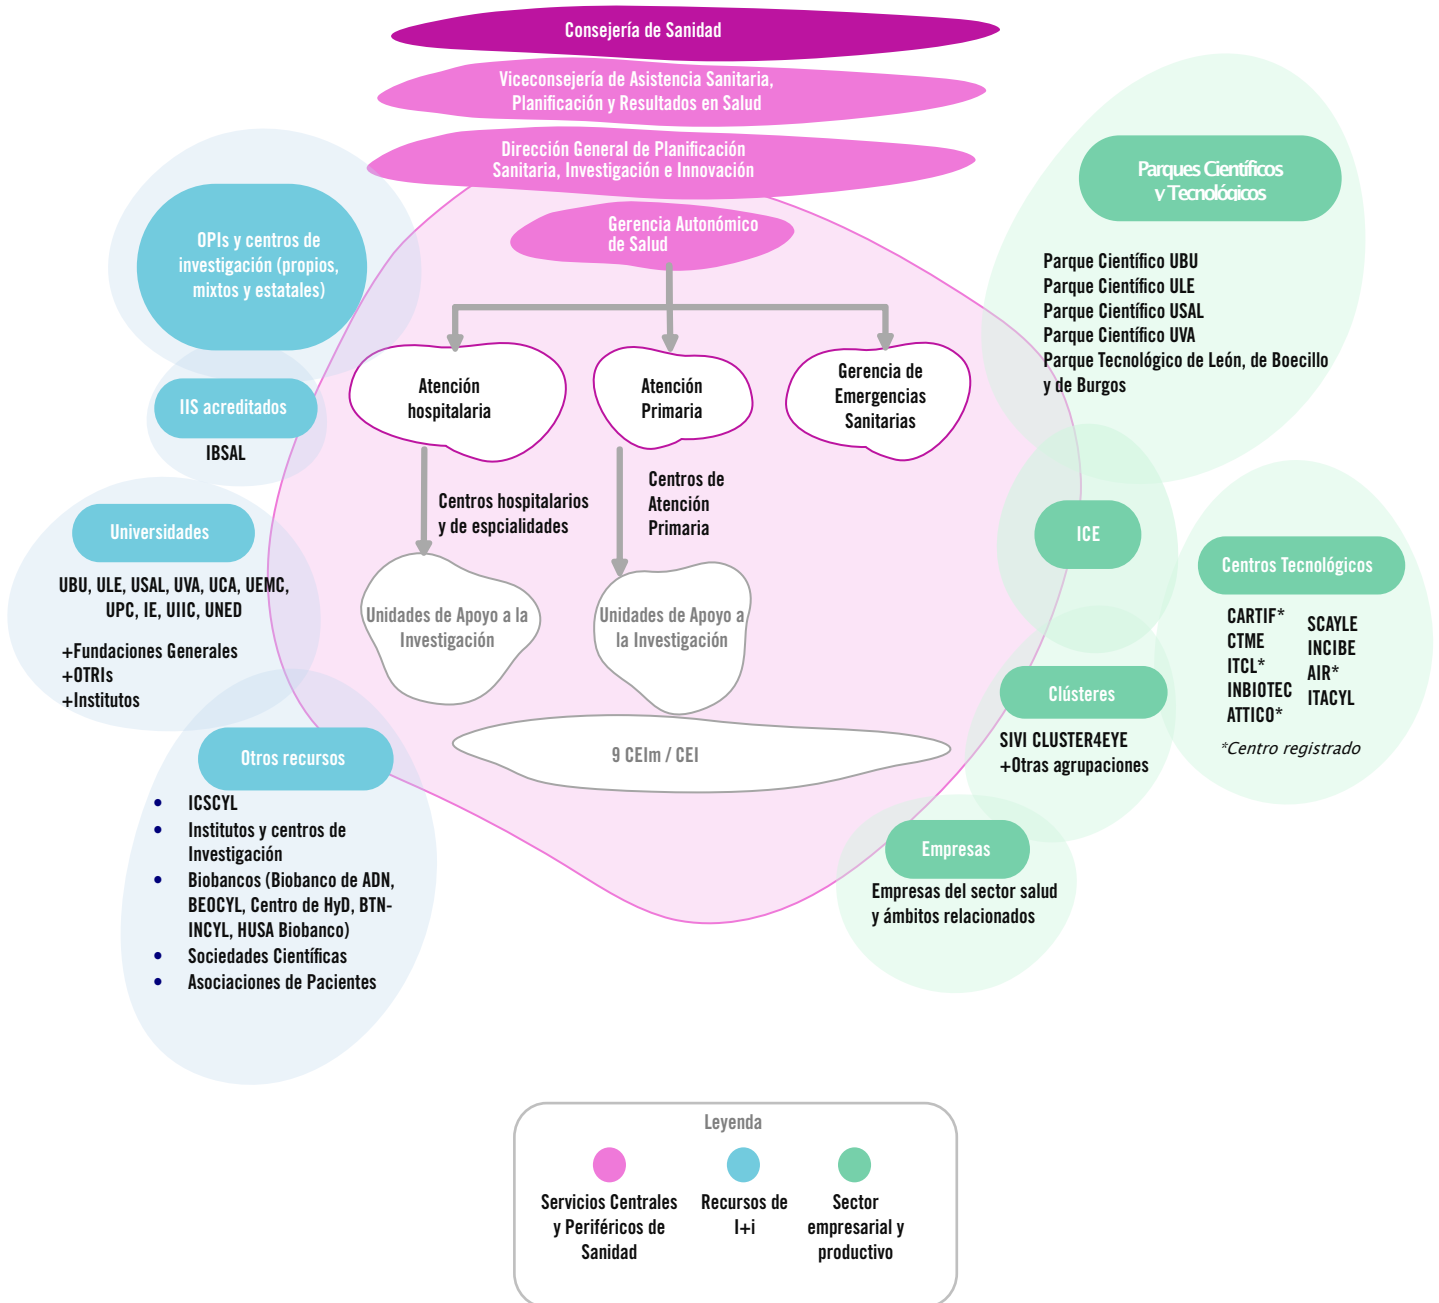 Consejería de Sanidad
Viceconsejería de Asistencia Sanitaria,
Planificación y Resultados en Salud
Dirección General de Planificación
Sanitaria, Investigación e Innovación
Gerencia Autonómico
de Salud
Atención
hospitalaria
Atención
Primaria
Gerencia de
Emergencias
Sanitarias
Centros hospitalarios
y de espcialidades
Centros de
Atención
Primaria
Unidades de Apoyo a la
Investigación
Unidades de Apoyo a
la Investigación
9 CEIm / CEI
OPIs y centros de
investigación (propios,
mixtos y estatales)
IIS acreditados
IBSAL
Universidades
UBU, ULE, USAL, UVA, UCA, UEMC,
UPC, IE, UIIC, UNED
+Fundaciones Generales
+OTRIs
+Institutos
Otros recursos
• ICSCYL
• Institutos y centros de
Investigación
• Biobancos (Biobanco de ADN,
BEOCYL, Centro de HyD, BTN-
INCYL, HUSA Biobanco)
• Sociedades Científicas
• Asociaciones de Pacientes
Parques Científicos
y Tecnológicos
Parque Científico UBU
Parque Científico ULE
Parque Científico USAL
Parque Científico UVA
Parque Tecnológico de León, de Boecillo
y de Burgos
ICE
Centros Tecnológicos
CARTIF*
CTME
ITCL*
INBIOTEC
ATTICO*
SCAYLE
INCIBE
AIR*
ITACYL
*Centro registrado
Clústeres
SIVI CLUSTER4EYE
+Otras agrupaciones
Empresas
Empresas del sector salud
y ámbitos relacionados
Leyenda
Servicios Centrales
y Periféricos de
Sanidad
Recursos de
I+i
Sector
empresarial y
productivo